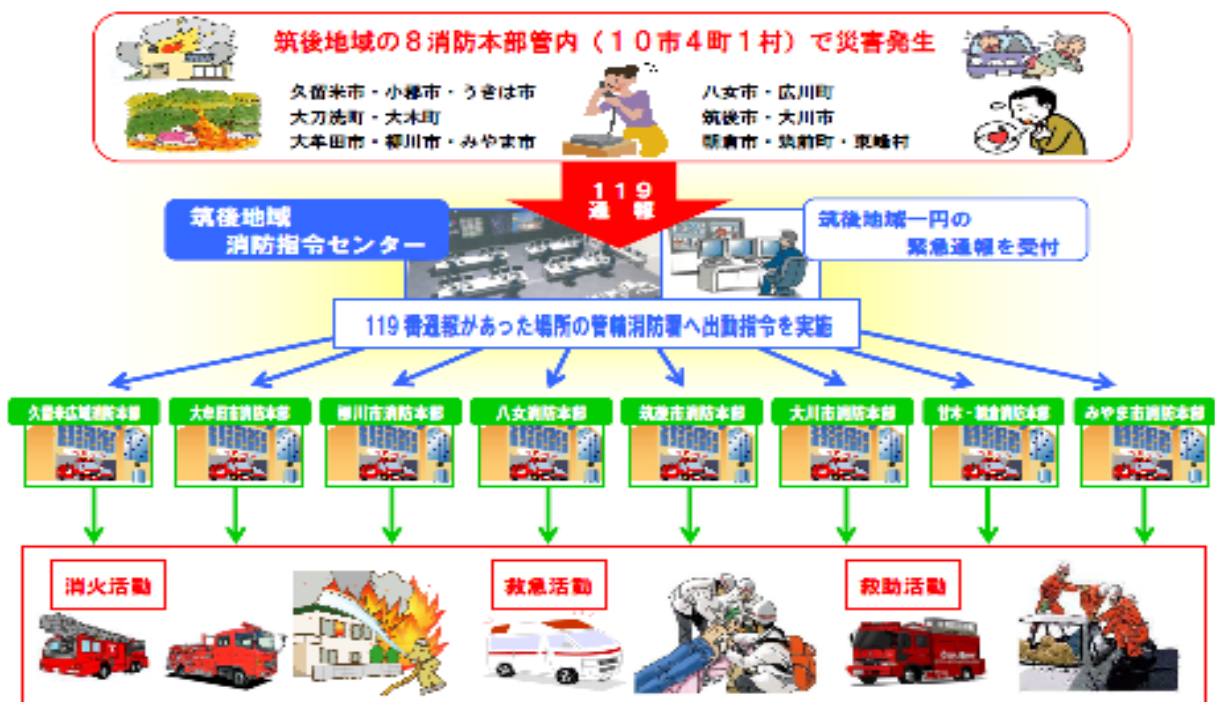 筑後地域の8消防本部管内（10市4町1村）で災害発生
久留米市・小郡市・うきは市
大刀洗町・大木町
大牟田市・柳川市・みやま市
八女市・広川町
筑後市・大川市
朝倉市・筑前町・東峰村
119
通 報
筑後地域
消防指令センター
筑後地域一円の
緊急通報を受付
119番通報があった場所の管轄消防署へ出動指令を実施
久留米広域消防本部
大牟田市消防本部
柳川市消防本部
八女消防本部
筑後市消防本部
大川市消防本部
甘木・朝倉消防本部
みやま市消防本部
消火活動
救急活動
救助活動